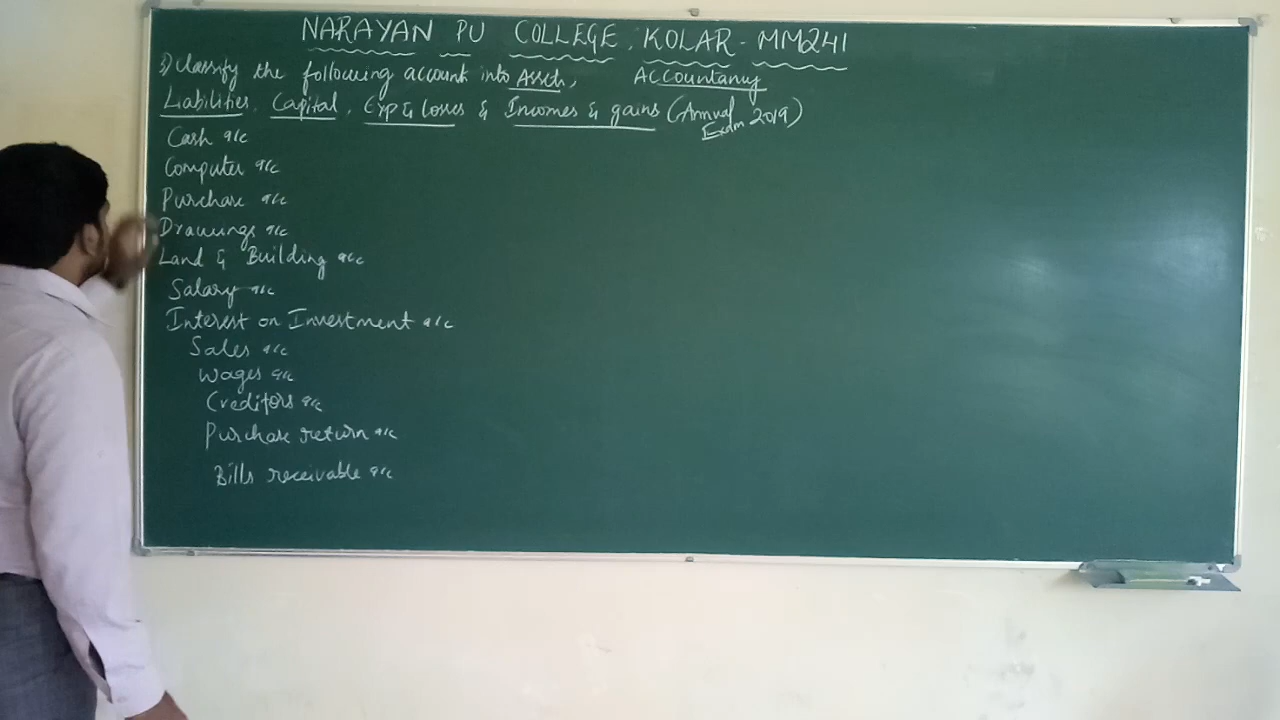 NARAYAN PU COLLEGE, KOLAR - MM241
1) Classify the following account into Assets, Accountancy
Liabilities, Capital, Exp & losses & Incomes & gains (Annual Exam 2019)
Cash a/c
Computer a/c
Purchase a/c
Drawings a/c
Land & Building a/c
Salary a/c
Interest on Investment a/c
Sales a/c
Wages a/c
Creditors a/c
Purchase return a/c
Bills receivable a/c